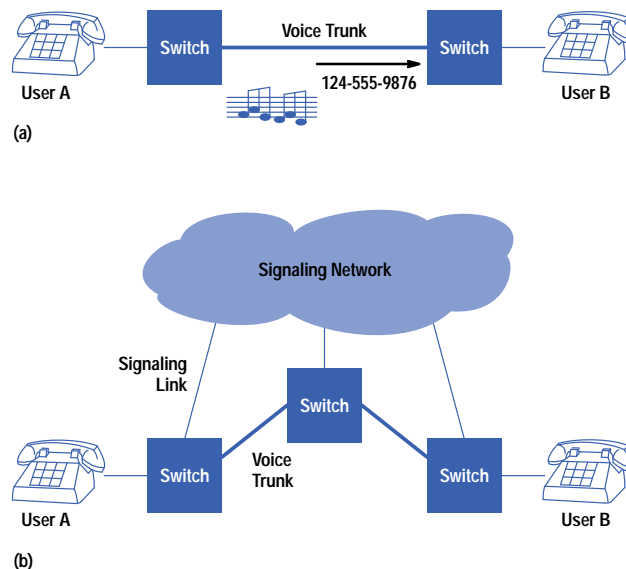 Voice Trunk
Switch
Switch
124-555-9876
User A
User B
(a)
Signaling Network
Signaling
Link
Switch
Switch
Voice
Trunk
Switch
User A
User B
(b)